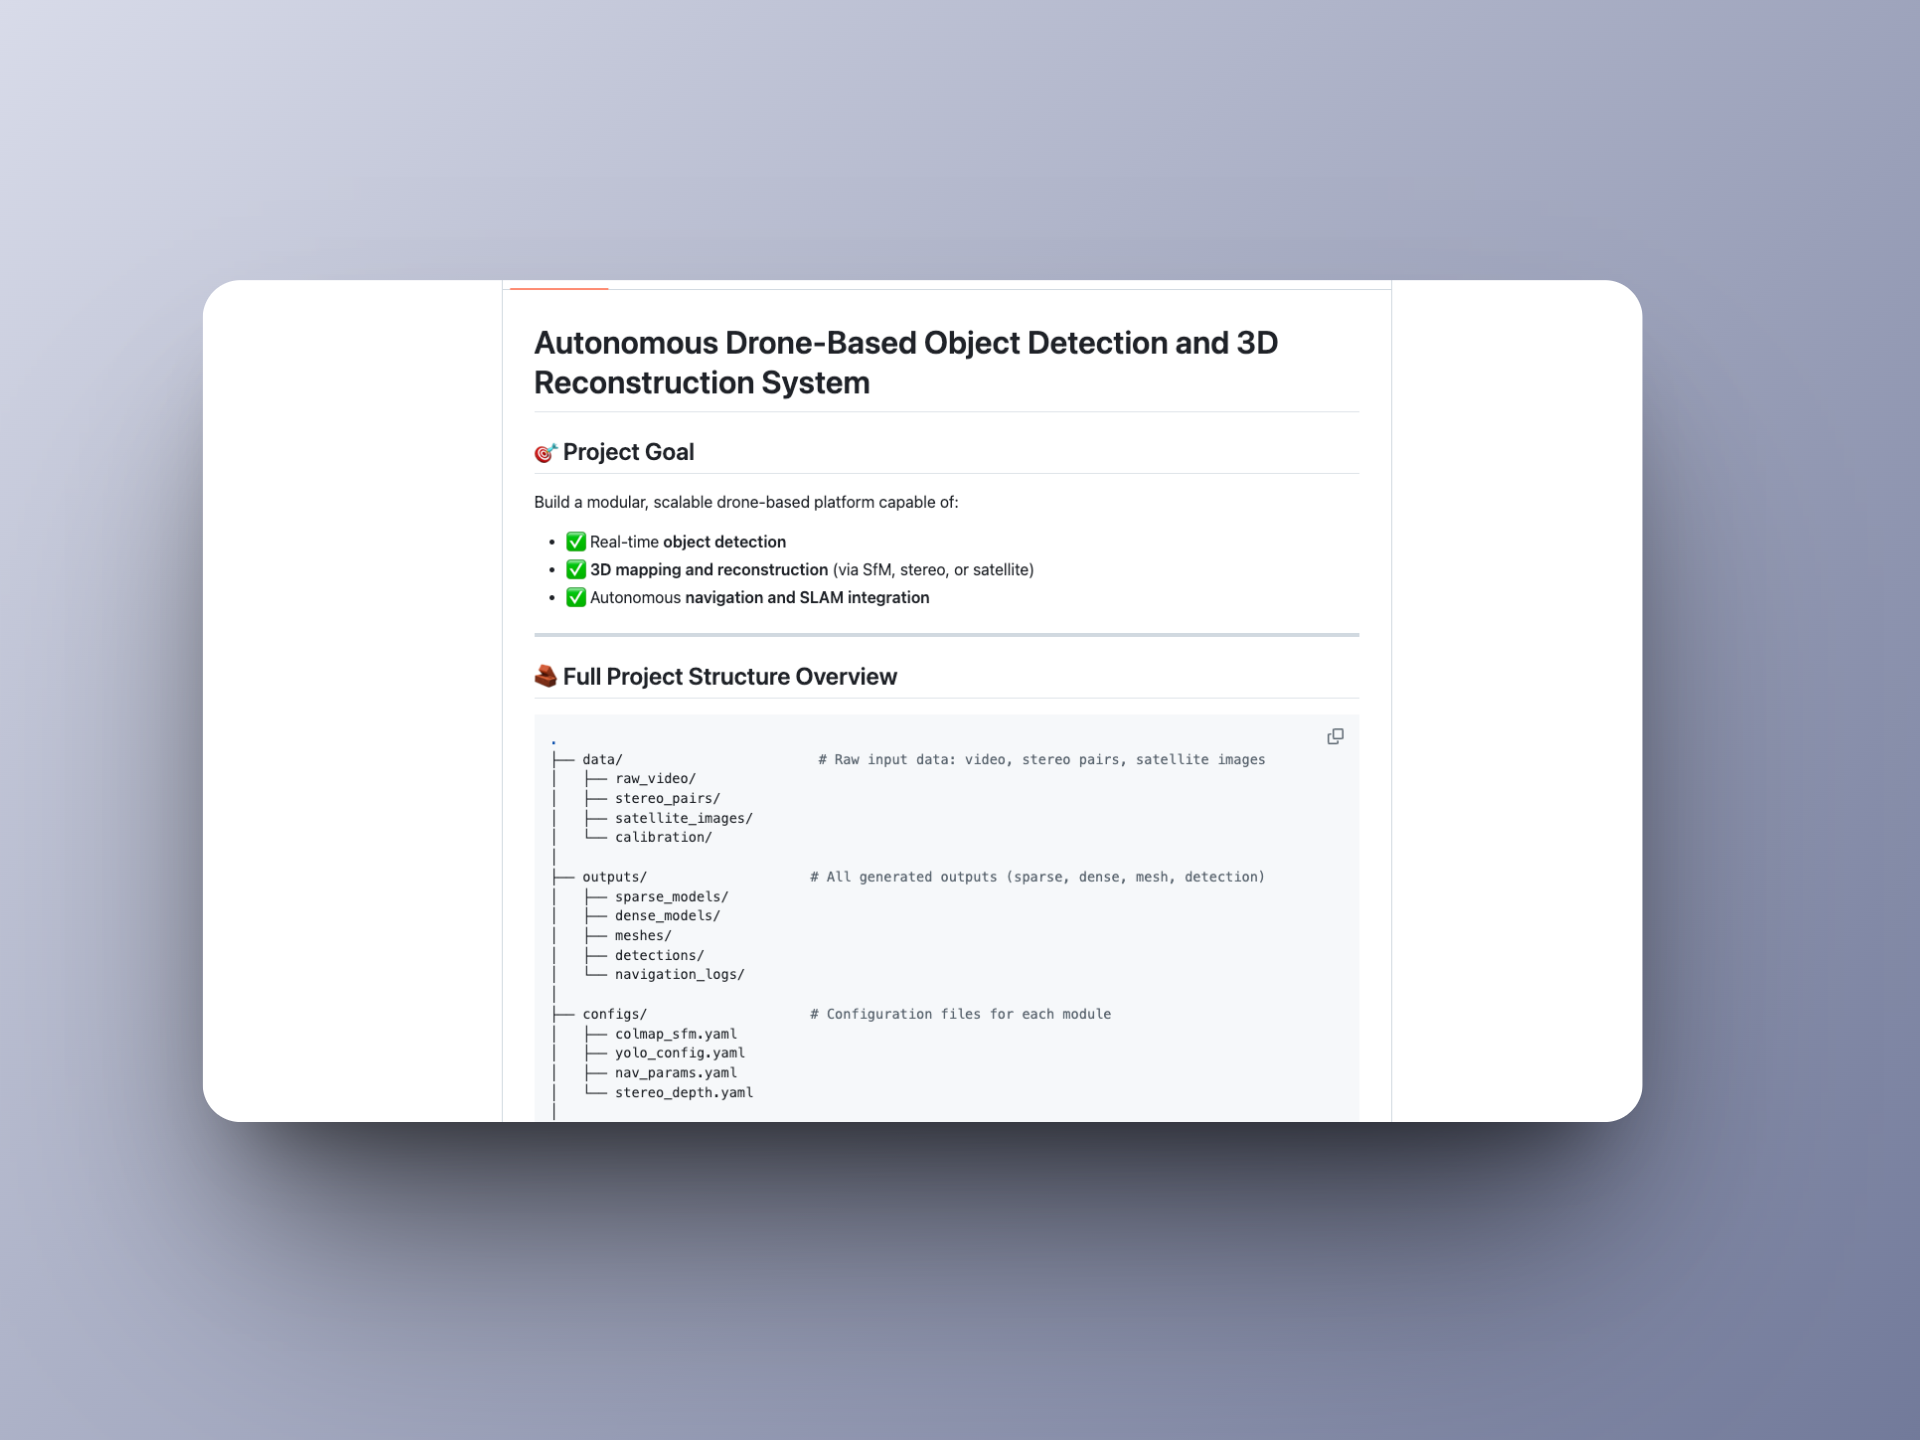 Autonomous Drone-Based Object Detection and 3D
Reconstruction System
🎯 Project Goal
Build a modular, scalable drone-based platform capable of:
• ✅ Real-time object detection
• ✅ 3D mapping and reconstruction (via SfM, stereo, or satellite)
• ✅ Autonomous navigation and SLAM integration
🧱 Full Project Structure Overview
.
├── data/                        # Raw input data: video, stereo pairs, satellite images
│   ├── raw_video/
│   ├── stereo_pairs/
│   ├── satellite_images/
│   └── calibration/
│
├── outputs/                    # All generated outputs (sparse, dense, mesh, detection)
│   ├── sparse_models/
│   ├── dense_models/
│   ├── meshes/
│   ├── detections/
│   └── navigation_logs/
│
├── configs/                    # Configuration files for each module
│   ├── colmap_sfm.yaml
│   ├── yolo_config.yaml
│   ├── nav_params.yaml
│   └── stereo_depth.yaml
│